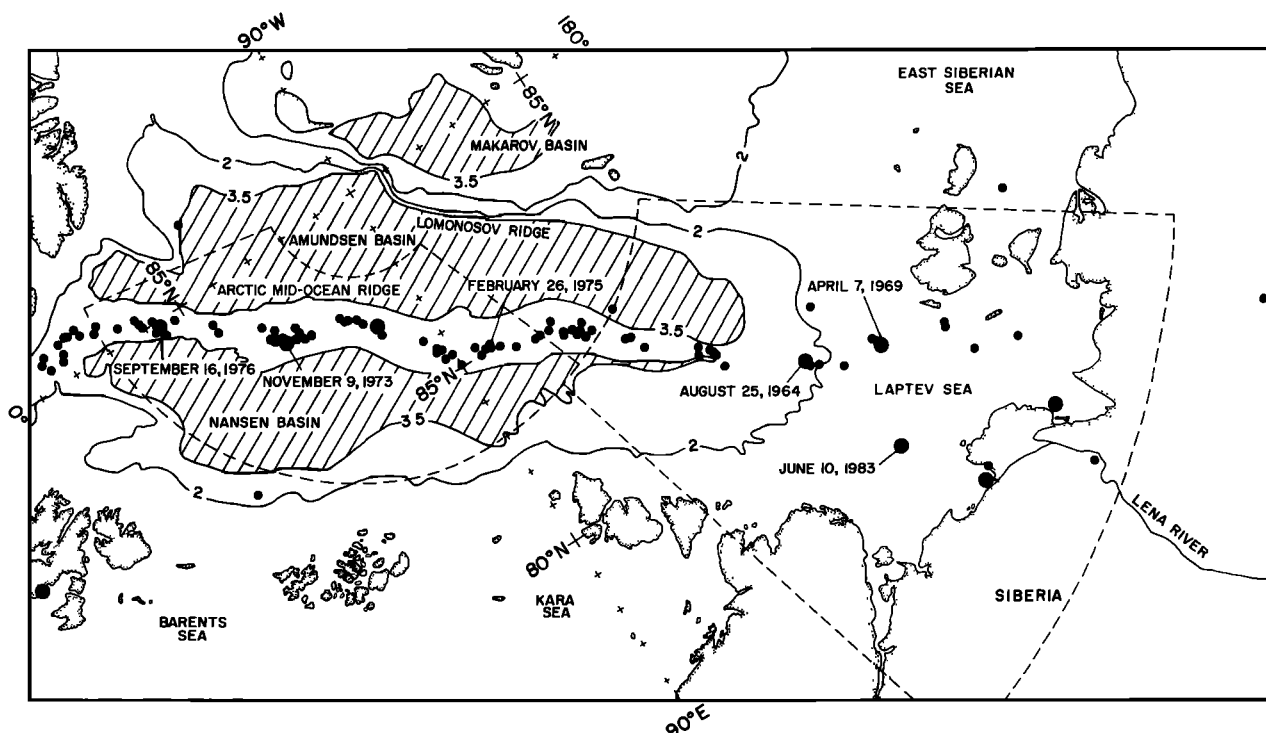 90°W
180°
EAST SIBERIAN
SEA
85°N
MAKAROV BASIN
2
2
3.5
3.5
LOMONOSOV RIDGE
2
AMUNDSEN BASIN
85°N
ARCTIC MID-OCEAN RIDGE
FEBRUARY 26, 1975
APRIL 7, 1969
3.5
SEPTEMBER 16, 1976
NOVEMBER 9, 1973
85°N
AUGUST 25, 1964
LAPTEV SEA
0°
NANSEN BASIN
3.5
2
2
JUNE 10, 1983
LENA RIVER
80°N
KARA
SEA
SIBERIA
BARENTS
SEA
90°E